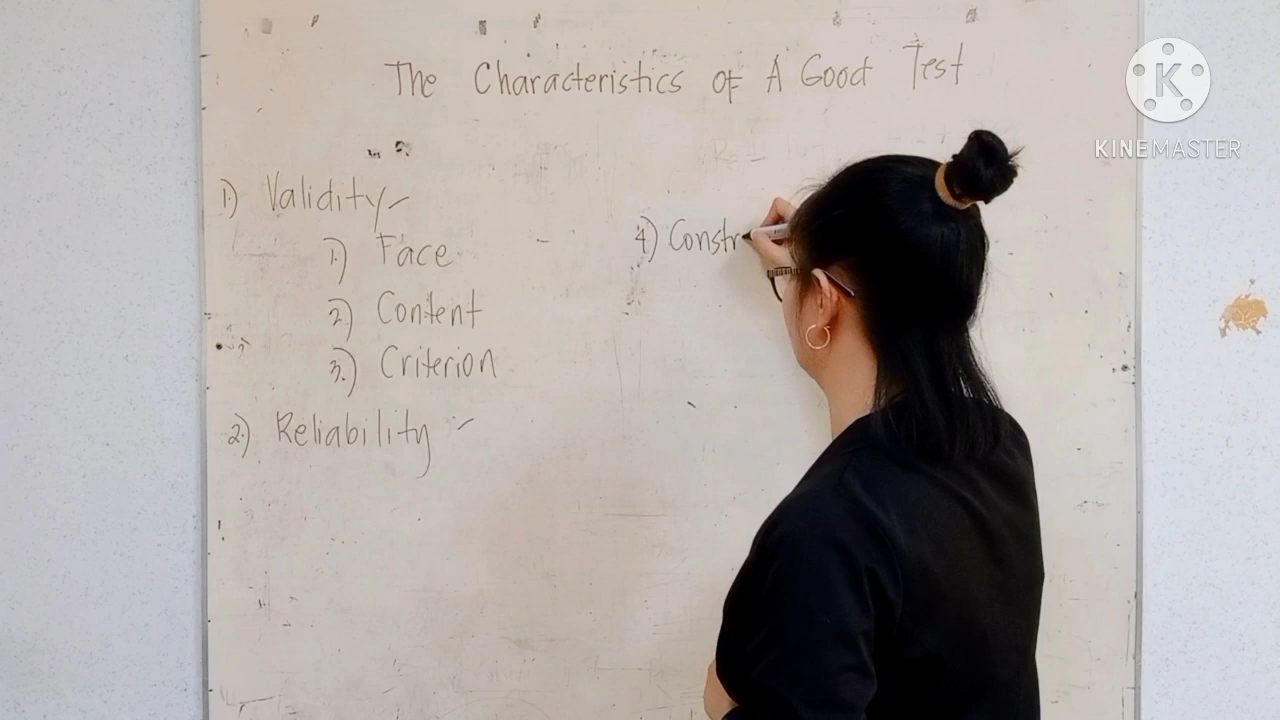 The Characteristics of A Good Test
1.) Validity -
1.) Face
2.) Content
3.) Criterion
2.) Reliability -
4.) Constr
KINEMASTER